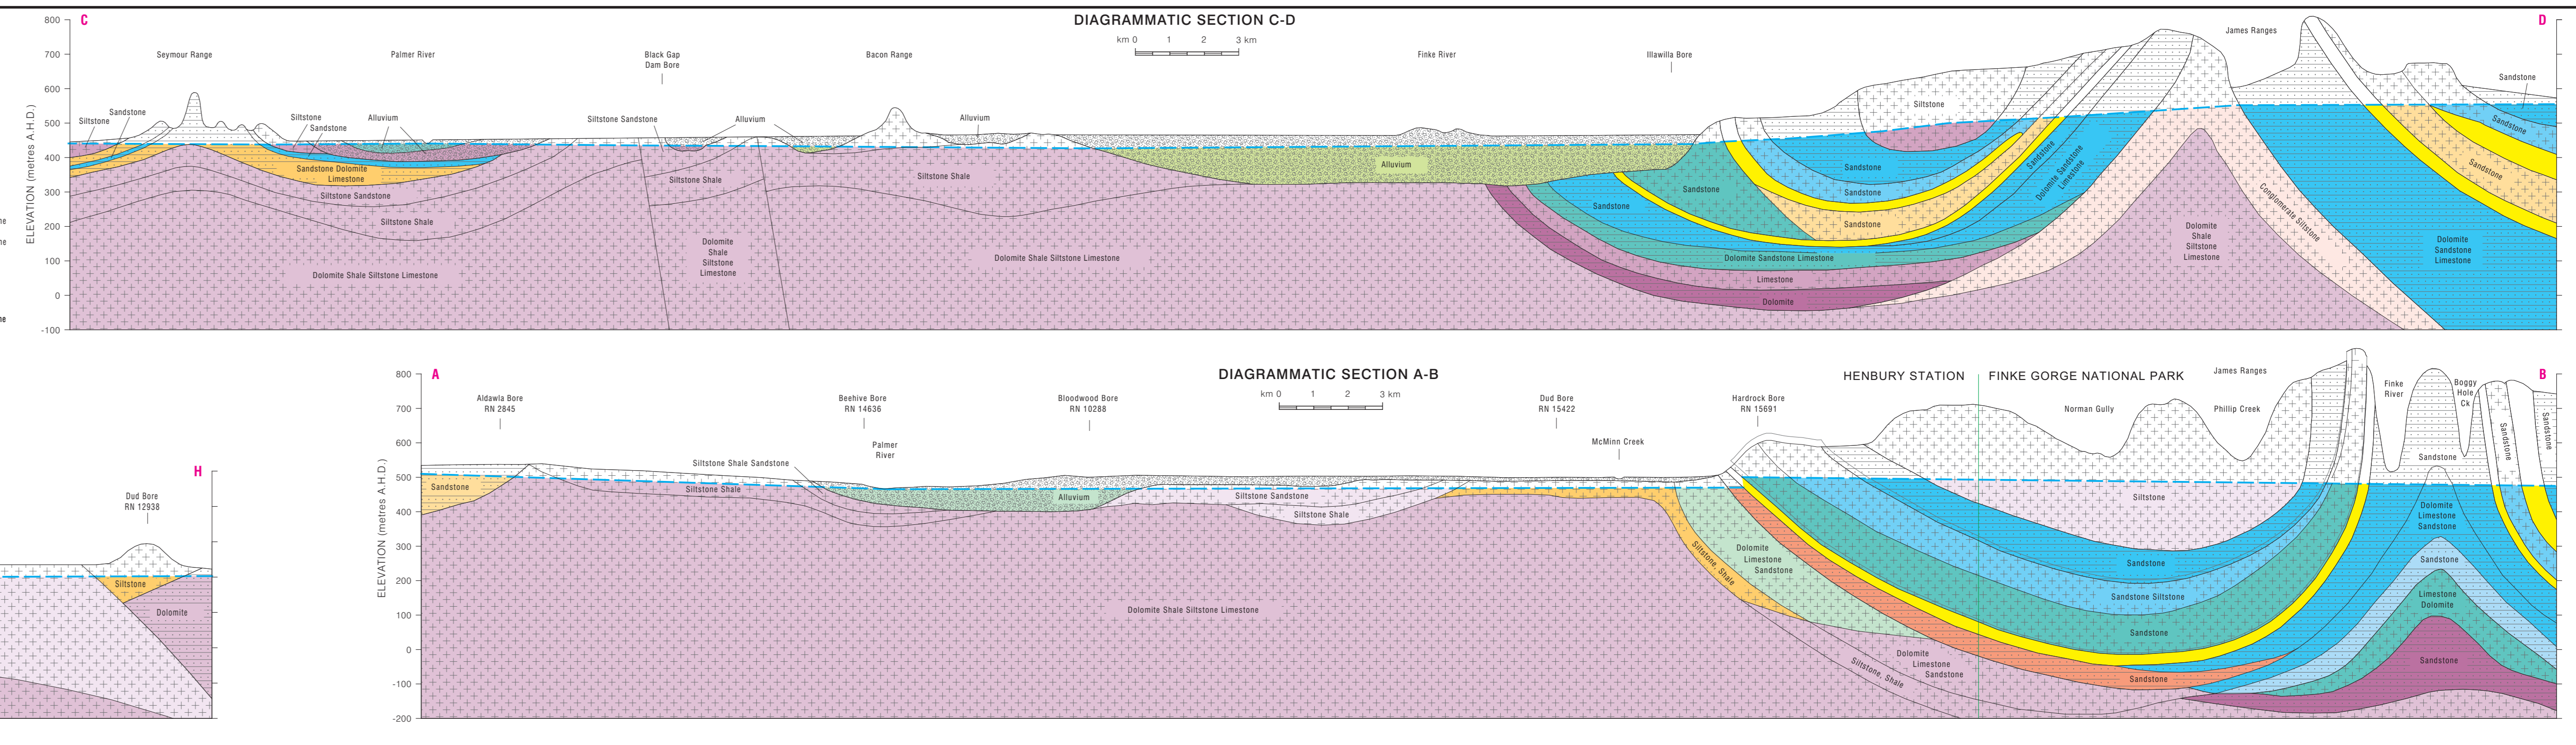 C
DIAGRAMMATIC SECTION C-D
D
km 0 1 2 3 km
800
700
600
500
400
300
200
100
0
-100
ELEVATION (metres A.H.D.)
Seymour Range
Palmer River
Black Gap
Dam Bore
Bacon Range
Finke River
Illawilla Bore
James Ranges
Siltstone
Sandstone
Siltstone
Sandstone
Alluvium
Siltstone Sandstone
Alluvium
Alluvium
Siltstone
Sandstone
Sandstone Dolomite
Limestone
Siltstone Sandstone
Siltstone Shale
Dolomite Shale Siltstone Limestone
Siltstone Shale
Dolomite
Shale
Siltstone
Limestone
Siltstone Shale
Dolomite Shale Siltstone Limestone
Alluvium
Sandstone
Sandstone
Sandstone
Sandstone
Sandstone
Dolomite Sandstone Limestone
Limestone
Dolomite
Sandstone
Dolomite Sandstone
Limestone
Dolomite
Shale
Siltstone
Limestone
Conglomerate Siltstone
Dolomite
Sandstone
Limestone
Sandstone
Sandstone
H
Dud Bore
RN 12938
Siltstone
Dolomite
A
DIAGRAMMATIC SECTION A-B
B
km 0 1 2 3 km
HENBURY STATION
FINKE GORGE NATIONAL PARK
800
700
600
500
400
300
200
100
0
-100
-200
ELEVATION (metres A.H.D.)
Aldawla Bore
RN 2845
Beehive Bore
RN 14636
Palmer
River
Bloodwood Bore
RN 10288
Dud Bore
RN 15422
McMinn Creek
Hardrock Bore
RN 15691
Norman Gully
James Ranges
Phillip Creek
Finke
River
Boggy
Hole
Ck
Siltstone Shale Sandstone
Sandstone
Siltstone Shale
Alluvium
Siltstone Sandstone
Siltstone Shale
Dolomite Shale Siltstone Limestone
Siltstone, Shale
Dolomite
Limestone
Sandstone
Siltstone, Shale
Dolomite
Limestone
Sandstone
Siltstone
Sandstone
Sandstone Siltstone
Sandstone
Sandstone
Sandstone
Dolomite
Limestone
Sandstone
Sandstone
Limestone
Dolomite
Sandstone
Sandstone
Sandstone